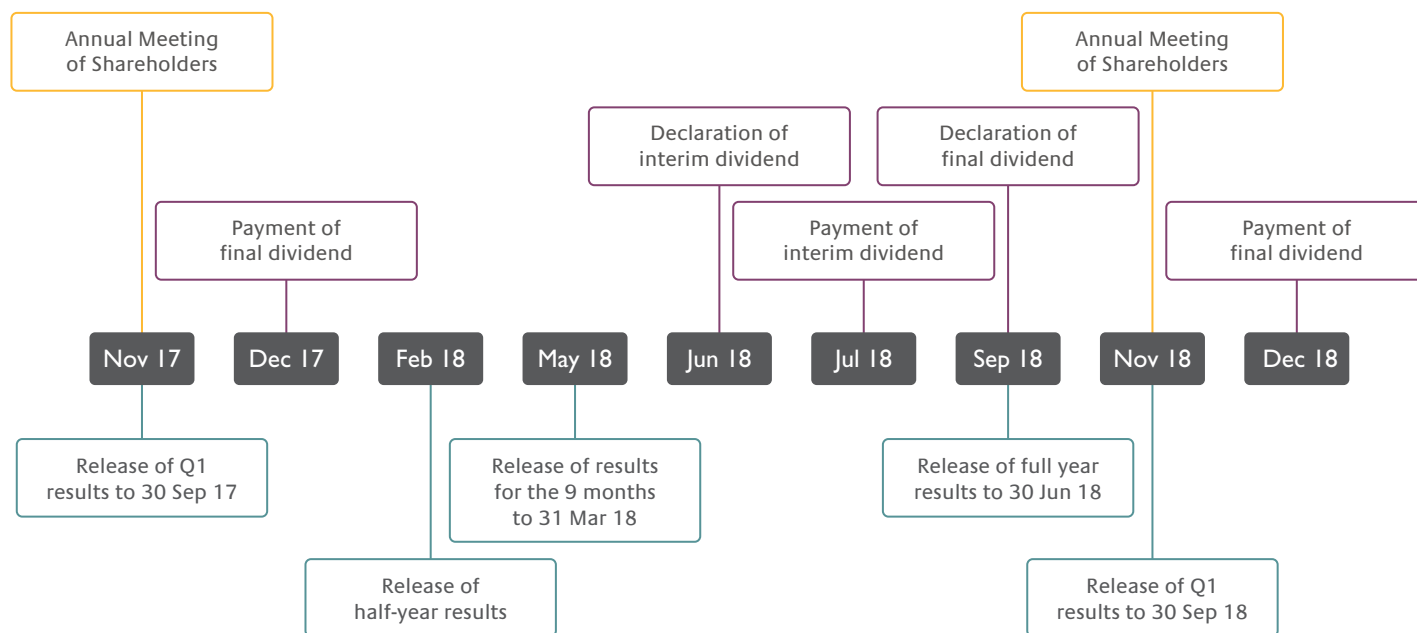 Annual Meeting
of Shareholders
Annual Meeting
of Shareholders
Declaration of
interim dividend
Declaration of
final dividend
Payment of
final dividend
Payment of
interim dividend
Payment of
final dividend
Nov 17
Dec 17
Feb 18
May 18
Jun 18
Jul 18
Sep 18
Nov 18
Dec 18
Release of Q1
results to 30 Sep 17
Release of results
for the 9 months
to 31 Mar 18
Release of full year
results to 30 Jun 18
Release of
half-year results
Release of Q1
results to 30 Sep 18